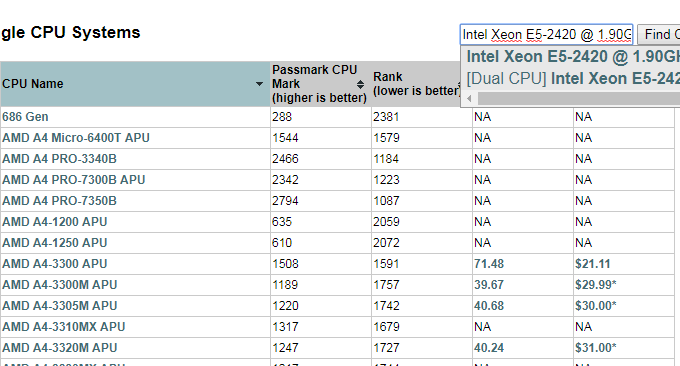 gle CPU Systems
Intel Xeon E5-2420 @ 1.90G
Find C
Intel Xeon E5-2420 @ 1.90GH
[Dual CPU] Intel Xeon E5-242
CPU Name
Passmark CPU
Mark
(higher is better)
Rank
(lower is better)
686 Gen 288 2381 NA NA
AMD A4 Micro-6400T APU 1544 1579 NA NA
AMD A4 PRO-3340B 2466 1184 NA NA
AMD A4 PRO-7300B APU 2342 1223 NA NA
AMD A4 PRO-7350B 2794 1087 NA NA
AMD A4-1200 APU 635 2059 NA NA
AMD A4-1250 APU 610 2072 NA NA
AMD A4-3300 APU 1508 1591 71.48 $21.11
AMD A4-3300M APU 1189 1757 39.67 $29.99*
AMD A4-3305M APU 1220 1742 40.68 $30.00*
AMD A4-3310MX APU 1317 1679 NA NA
AMD A4-3320M APU 1247 1727 40.24 $31.00*